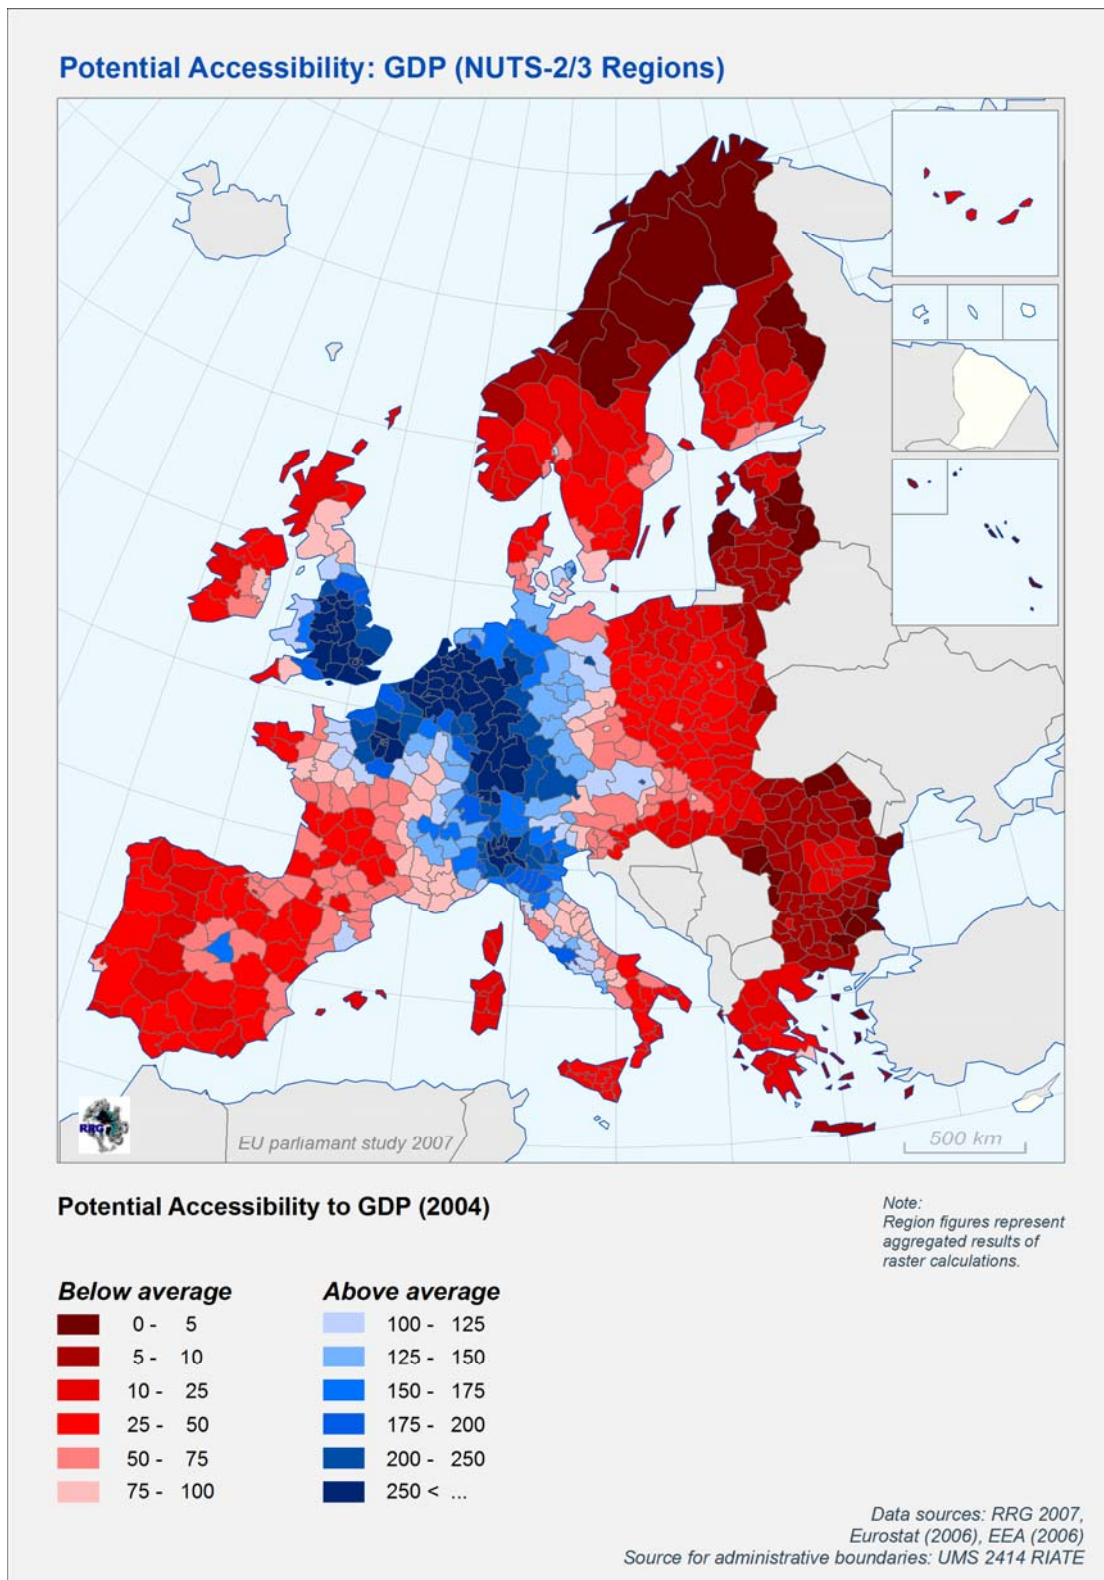 Potential Accessibility: GDP (NUTS-2/3 Regions)
RRG
EU parliamant study 2007
500 km
Potential Accessibility to GDP (2004)
Note:
Region figures represent
aggregated results of
raster calculations.
Below average
0 - 5
5 - 10
10 - 25
25 - 50
50 - 75
75 - 100
Above average
100 - 125
125 - 150
150 - 175
175 - 200
200 - 250
250 < ...
Data sources: RRG 2007,
Eurostat (2006), EEA (2006)
Source for administrative boundaries: UMS 2414 RIATE